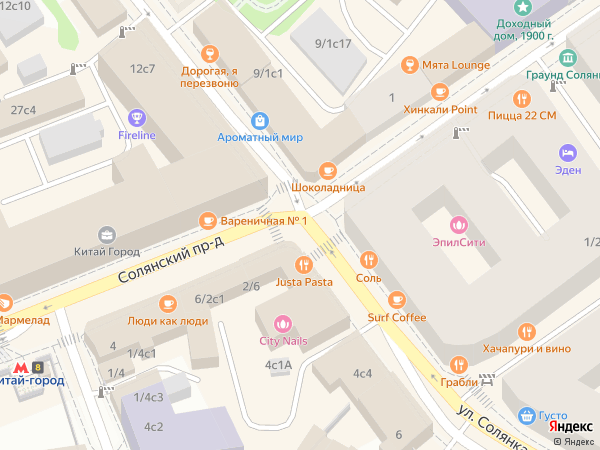 12с10
Доходный
дом, 1900 г.
9/1с17
Дорогая, я
перезвоню
12с7
9/1с1
Мята Lounge
Граунд Солян
27с4
1
Хинкали Point
Пицца 22 СМ
Fireline
Ароматный мир
Эден
Шоколадница
Вареничная № 1
ЭпилСити
1/2
Китай Город
Солянский пр-д
2/6
Justa Pasta
Соль
6/2с1
Surf Coffee
Мармелад
Люди как люди
City Nails
4
1/4с1
Хачапури и вино
8
итай-город
1/4
4с1А
4с4
Грабли
1/4с3
4с2
ул. Солянка
Густо
6
Яндекс
© Яндекс